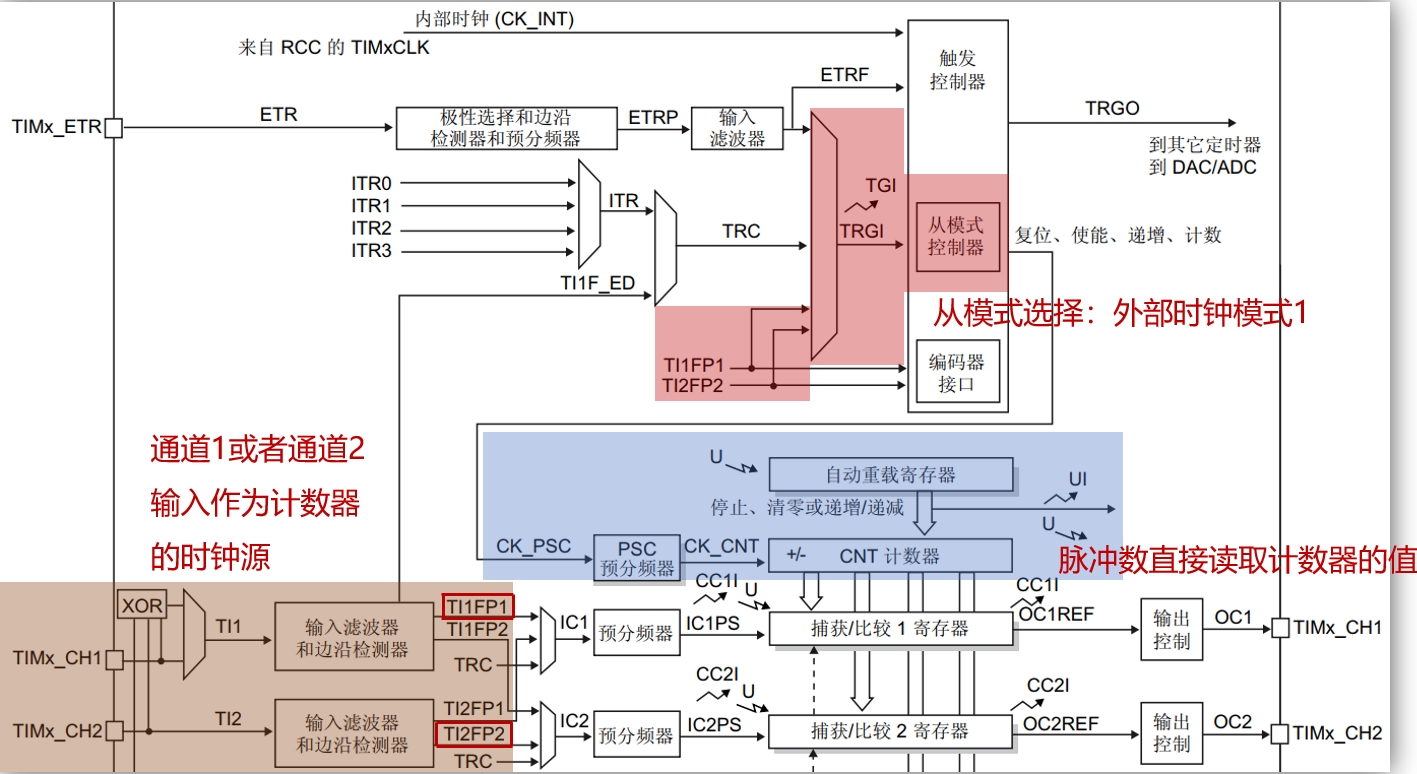 内部时钟 (CK_INT)
来自 RCC 的 TIMxCLK
触发
控制器
ETRF
TIMx_ETR
ETR
极性选择和边沿
检测器和预分频器
ETRP
输入
滤波器
TRGO
到其它定时器
到 DAC/ADC
ITR0
ITR1
ITR2
ITR3
ITR
TRC
TI1F_ED
TGI
TRGI
从模式
控制器
复位、使能、递增、计数
从模式选择：外部时钟模式1
TI1FP1
TI2FP2
编码器
接口
通道1或者通道2
输入作为计数器
的时钟源
U
自动重载寄存器
UI
停止、清零或递增/递减
U
CK_PSC
PSC
预分频器
CK_CNT
+/-
CNT 计数器
脉冲数直接读取计数器的值
XOR
TI1
TIMx_CH1
输入滤波器
和边沿检测器
TI1FP1
TI1FP2
TRC
IC1
预分频器
IC1PS
CC1I
U
捕获/比较 1 寄存器
CC1I
OC1REF
输出
控制
OC1
TIMx_CH1
TIMx_CH2
TI2
输入滤波器
和边沿检测器
TI2FP1
TI2FP2
TRC
IC2
预分频器
IC2PS
CC2I
U
捕获/比较 2 寄存器
CC2I
OC2REF
输出
控制
OC2
TIMx_CH2